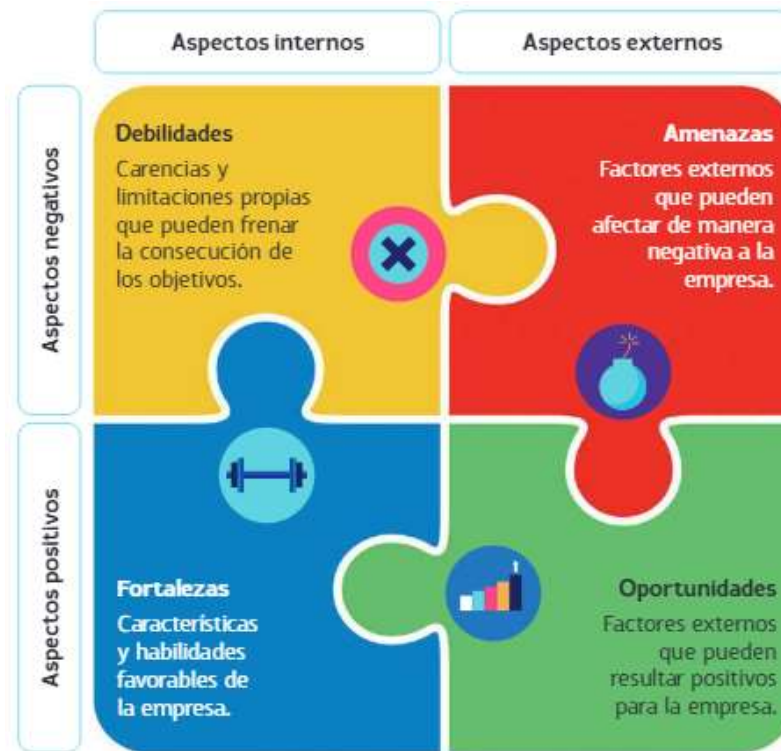 Aspectos internos
Aspectos externos
Aspectos negativos
Debilidades
Carencias y
limitaciones propias
que pueden frenar
la consecución de
los objetivos.
Amenazas
Factores externos
que pueden
afectar de manera
negativa a la
empresa.
Aspectos positivos
Fortalezas
Características
y habilidades
favorables de
la empresa.
Oportunidades
Factores externos
que pueden
resultar positivos
para la empresa.